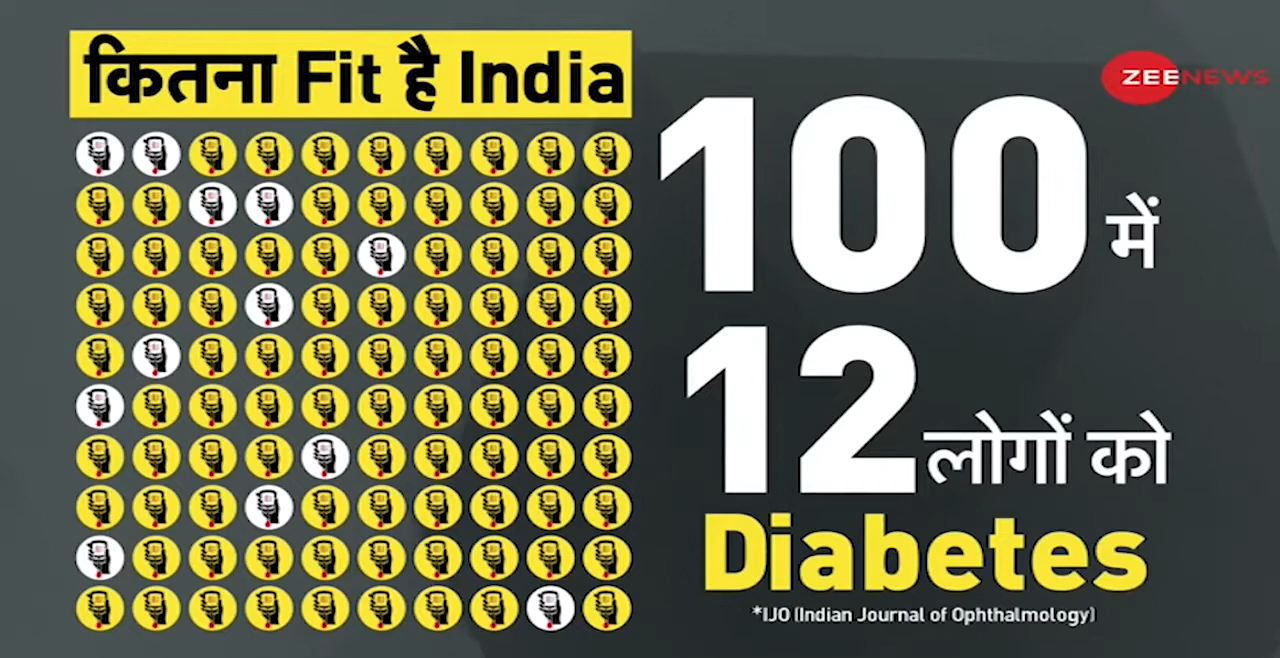 कितना Fit है India
ZEENEWS
100 में
12 लोगों को
Diabetes
*IJO (Indian Journal of Ophthalmology)